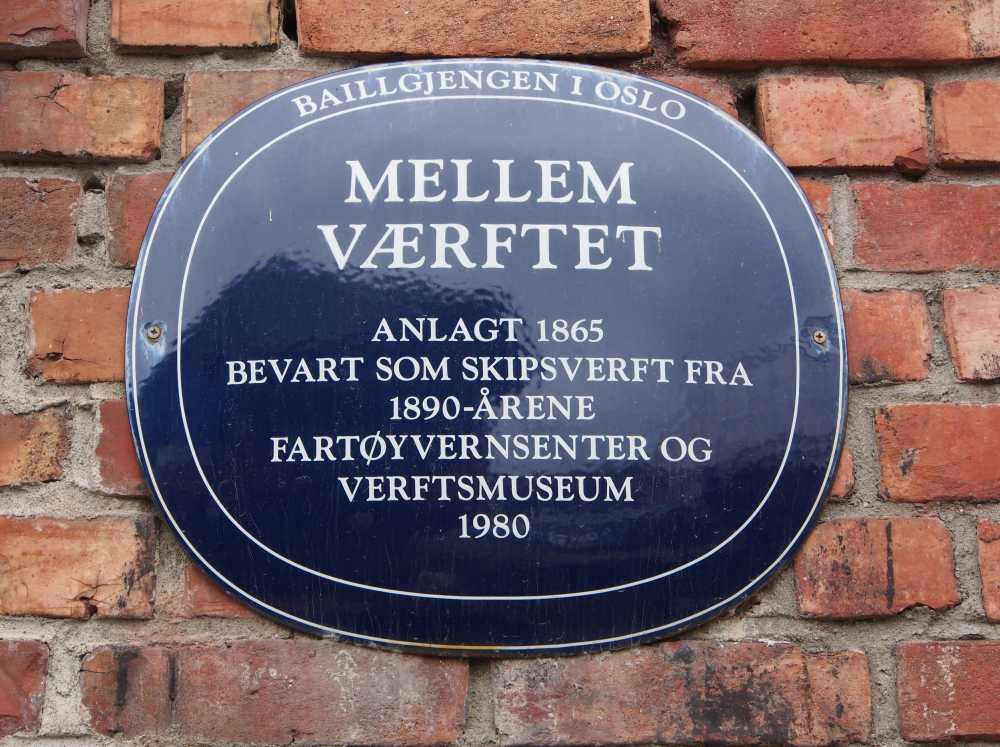 BAILLGJENGEN I OSLO
MELLEM
VÆRFTET
ANLAGT 1865
BEVART SOM SKIPSVERFT FRA
1890-ÅRENE
FARTØYVERNSENTER OG
VERFTSMUSEUM
1980